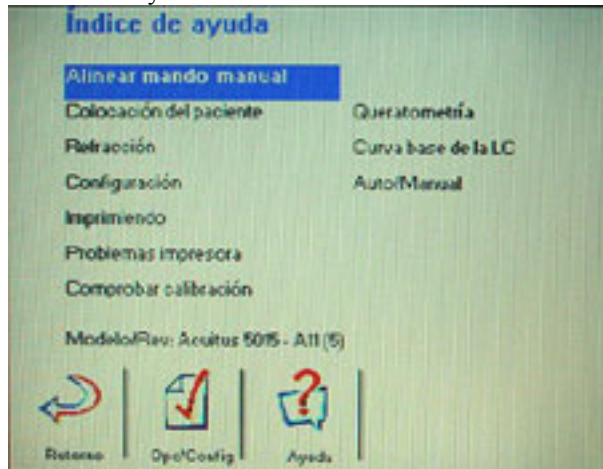 Índice de ayuda
Alinear mando manual
Colocación del paciente
Queratometría
Refracción
Curva base de la LC
Configuración
Auto/Manual
Imprimiendo
Problemas impresora
Comprobar calibración
Modelo/Rev: Acuitus 5015 - A11 (5)
Retorno
Opc/Config
Ayuda